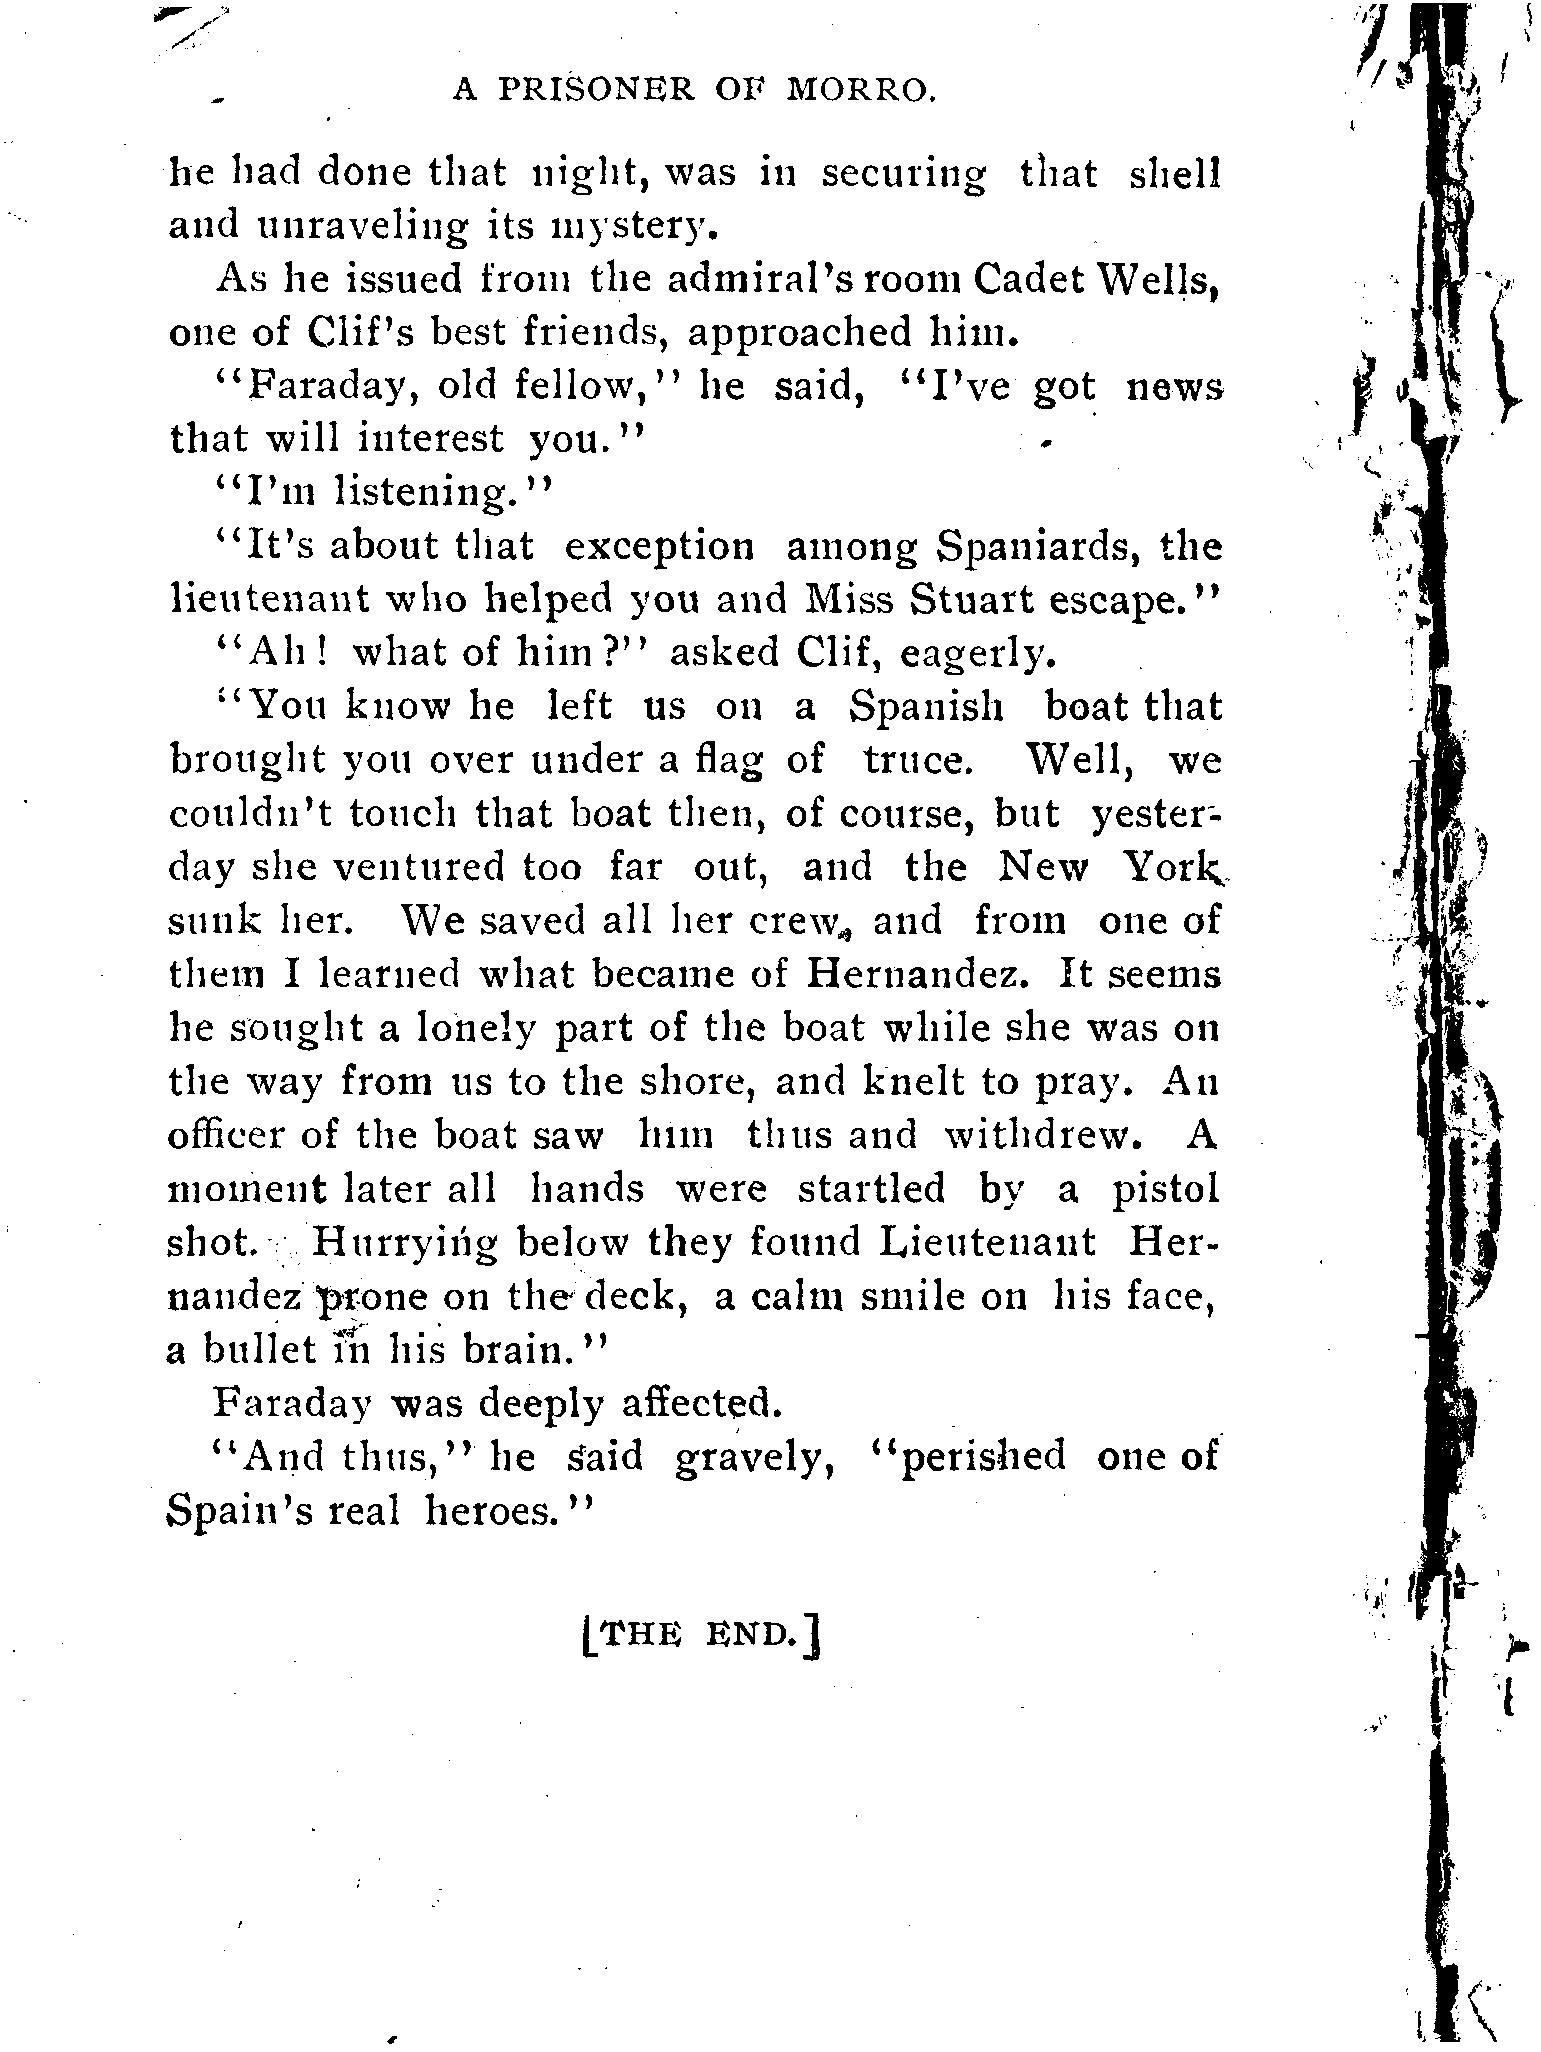 A PRISONER OF MORRO.
he had done that night, was in securing that shell
and unraveling its mystery.
As he issued from the admiral's room Cadet Wells,
one of Clif's best friends, approached him.
"Faraday, old fellow," he said, "I've got news
that will interest you."
"I'm listening."
"It's about that exception among Spaniards, the
lieutenant who helped you and Miss Stuart escape."
"Ah! what of him?" asked Clif, eagerly.
"You know he left us on a Spanish boat that
brought you over under a flag of truce. Well, we
couldn't touch that boat then, of course, but yester-
day she ventured too far out, and the New York
sunk her. We saved all her crew, and from one of
them I learned what became of Hernandez. It seems
he sought a lonely part of the boat while she was on
the way from us to the shore, and knelt to pray. An
officer of the boat saw him thus and withdrew. A
moment later all hands were startled by a pistol
shot. Hurrying below they found Lieutenant Her-
nandez prone on the deck, a calm smile on his face,
a bullet in his brain."
Faraday was deeply affected.
"And thus," he said gravely, "perished one of
Spain's real heroes."
[THE END.]